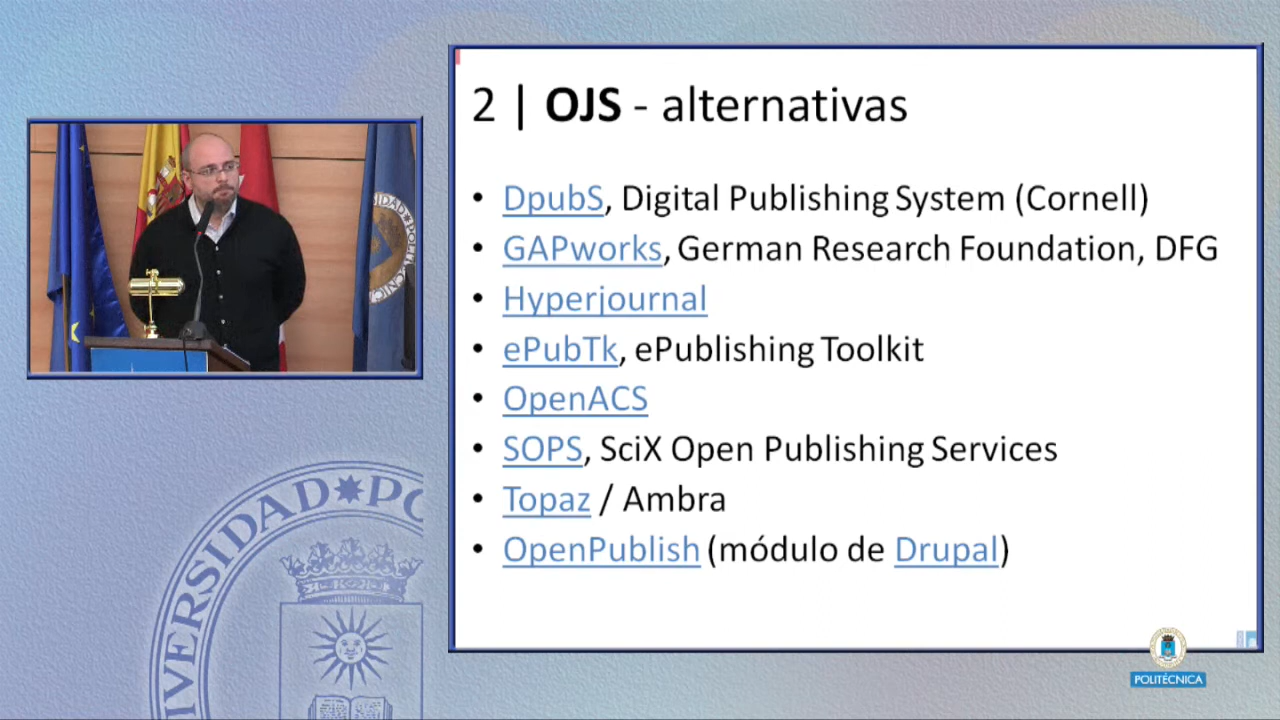 2 | OJS - alternativas
• DpubS, Digital Publishing System (Cornell)
• GAPworks, German Research Foundation, DFG
• Hyperjournal
• ePubTk, ePublishing Toolkit
• OpenACS
• SOPS, SciX Open Publishing Services
• Topaz / Ambra
• OpenPublish (módulo de Drupal)
POLITÉCNICA
VERSIDAD PO